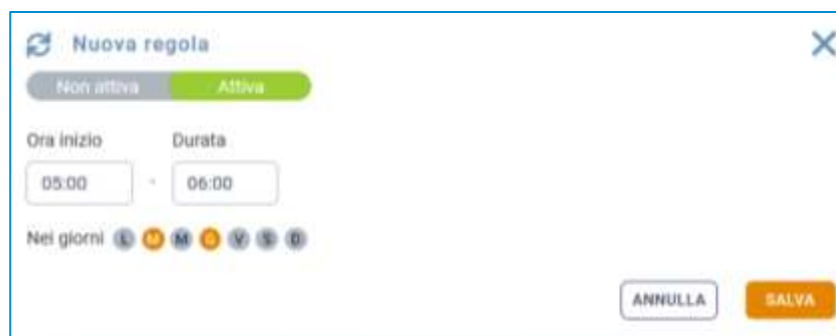 Nuova regola
Non attiva Attiva
Ora inizio Durata
05:00 - 06:00
Nei giorni L M M G V S D
ANNULLA SALVA